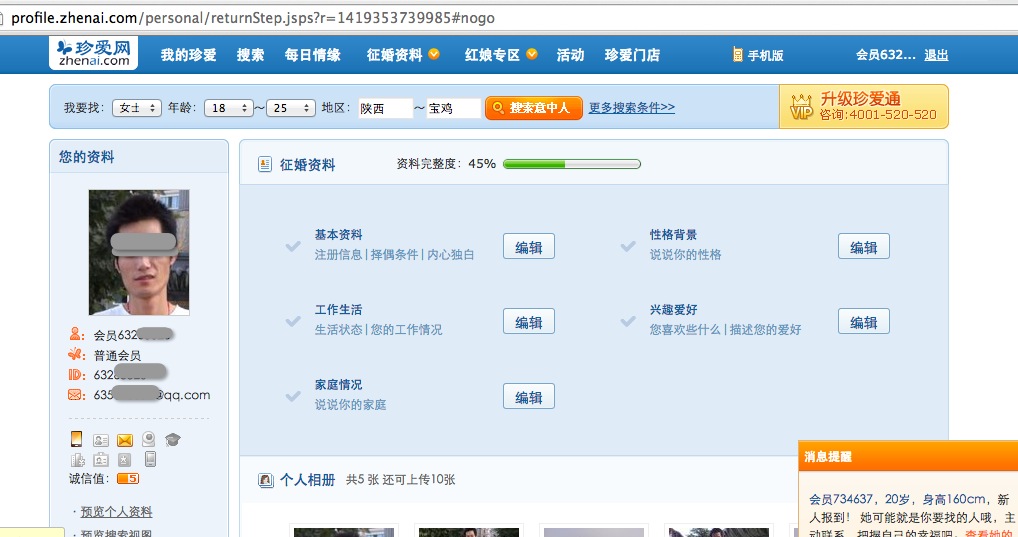 profile.zhenai.com/personal/returnStep.jsps?r=1419353739985#nogo
珍爱网
zhenai.com
我的珍爱 搜索 每日情缘 征婚资料 红娘专区 活动 珍爱门店 手机版 会员632... 退出
我要找: 女士 年龄: 18 ~ 25 地区: 陕西 ~ 宝鸡 搜索意中人 更多搜索条件>>
VIP 升级珍爱通
咨询:4001-520-520
您的资料
会员632
普通会员
ID: 632
635 @qq.com
诚信值: 5
· 预览个人资料
· 预览搜索视图
征婚资料 资料完整度: 45%
基本资料
注册信息|择偶条件|内心独白
编辑
性格背景
说说你的性格
编辑
工作生活
生活状态|您的工作情况
编辑
兴趣爱好
您喜欢些什么|描述您的爱好
编辑
家庭情况
说说你的家庭
编辑
个人相册 共5 张 还可上传10张
消息提醒
会员734637，20岁，身高160cm，新
人报到！ 她可能就是你要找的人哦，主
动联系，把握自己的幸福吧。查看她的